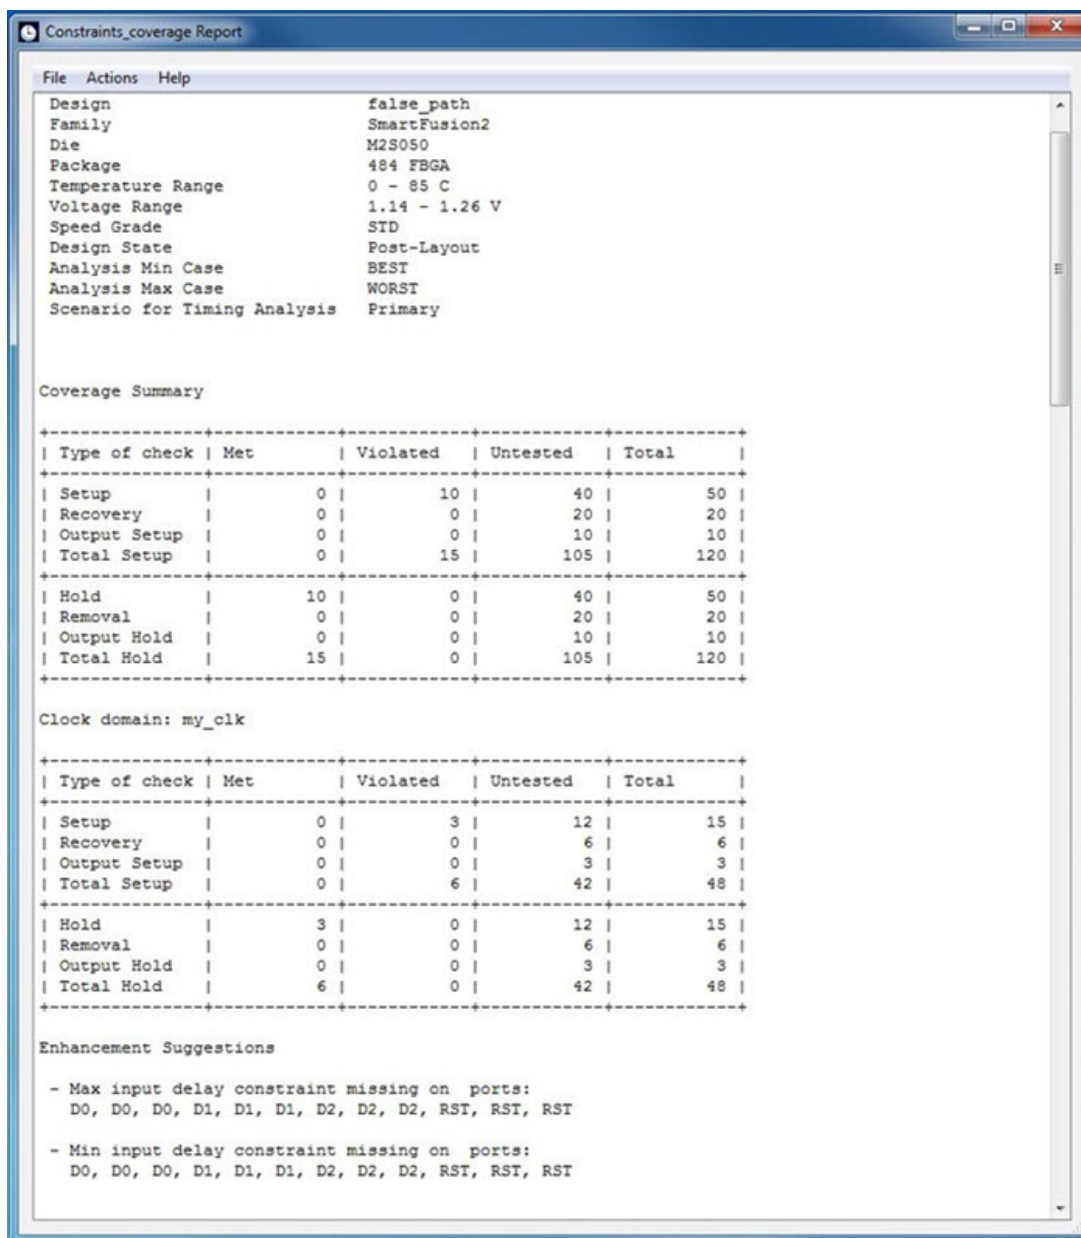 Constraints_coverage Report
File Actions Help
Design false_path
Family SmartFusion2
Die M2S050
Package 484 FBGA
Temperature Range 0 - 85 C
Voltage Range 1.14 - 1.26 V
Speed Grade STD
Design State Post-Layout
Analysis Min Case BEST
Analysis Max Case WORST
Scenario for Timing Analysis Primary
Coverage Summary
+---------------+------------+------------+------------+------------+
| Type of check | Met | Violated | Untested | Total |
+---------------+------------+------------+------------+------------+
| Setup | 0 | 10 | 40 | 50 |
| Recovery | 0 | 0 | 20 | 20 |
| Output Setup | 0 | 0 | 10 | 10 |
| Total Setup | 0 | 15 | 105 | 120 |
+---------------+------------+------------+------------+------------+
| Hold | 10 | 0 | 40 | 50 |
| Removal | 0 | 0 | 20 | 20 |
| Output Hold | 0 | 0 | 10 | 10 |
| Total Hold | 15 | 0 | 105 | 120 |
+---------------+------------+------------+------------+------------+
Clock domain: my_clk
+---------------+------------+------------+------------+------------+
| Type of check | Met | Violated | Untested | Total |
+---------------+------------+------------+------------+------------+
| Setup | 0 | 3 | 12 | 15 |
| Recovery | 0 | 0 | 6 | 6 |
| Output Setup | 0 | 0 | 3 | 3 |
| Total Setup | 0 | 6 | 42 | 48 |
+---------------+------------+------------+------------+------------+
| Hold | 3 | 0 | 12 | 15 |
| Removal | 0 | 0 | 6 | 6 |
| Output Hold | 0 | 0 | 3 | 3 |
| Total Hold | 6 | 0 | 42 | 48 |
+---------------+------------+------------+------------+------------+
Enhancement Suggestions
- Max input delay constraint missing on ports:
D0, D0, D0, D1, D1, D1, D2, D2, D2, RST, RST, RST
- Min input delay constraint missing on ports:
D0, D0, D0, D1, D1, D1, D2, D2, D2, RST, RST, RST